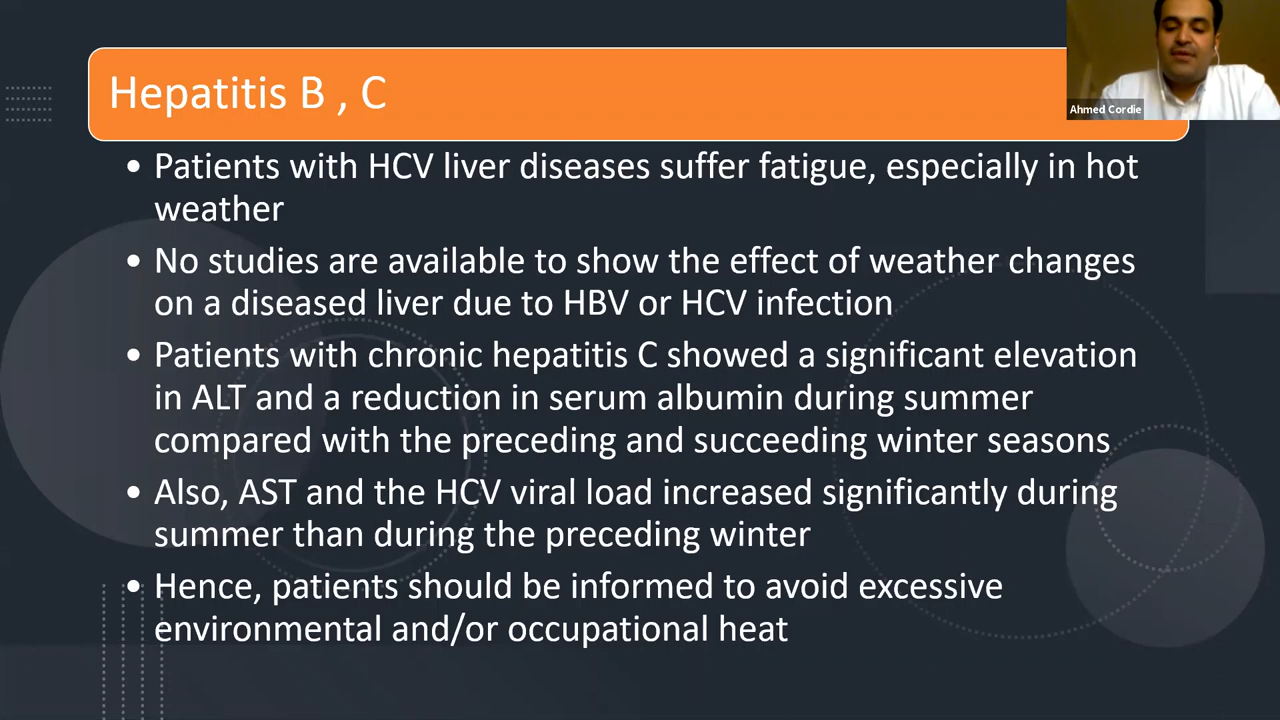 Hepatitis B , C
Ahmed Cordie
• Patients with HCV liver diseases suffer fatigue, especially in hot
weather
• No studies are available to show the effect of weather changes
on a diseased liver due to HBV or HCV infection
• Patients with chronic hepatitis C showed a significant elevation
in ALT and a reduction in serum albumin during summer
compared with the preceding and succeeding winter seasons
• Also, AST and the HCV viral load increased significantly during
summer than during the preceding winter
• Hence, patients should be informed to avoid excessive
environmental and/or occupational heat